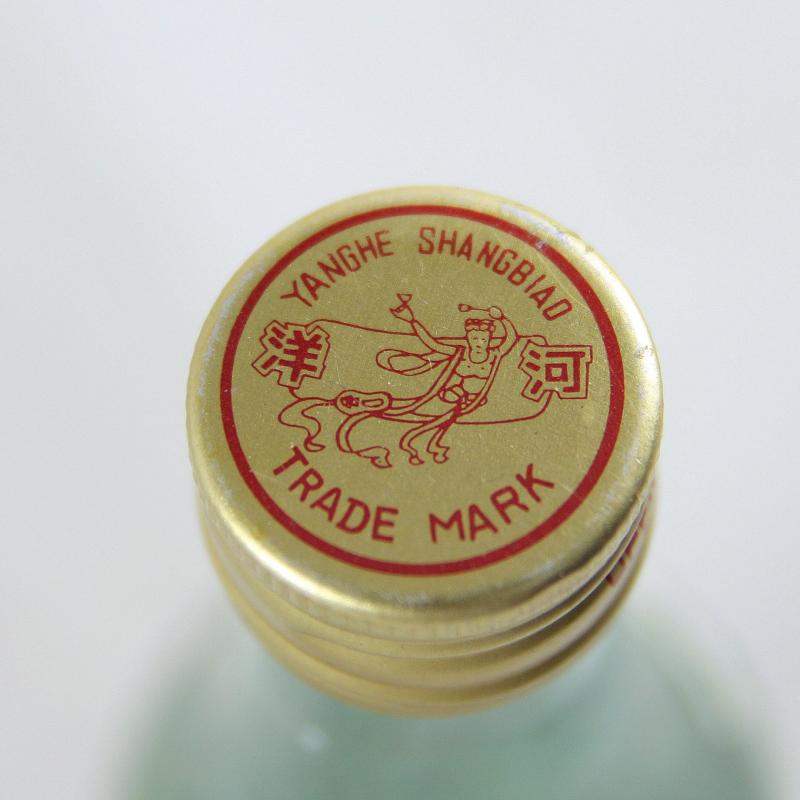 YANGHE SHANGBIAO
洋 河
TRADE MARK